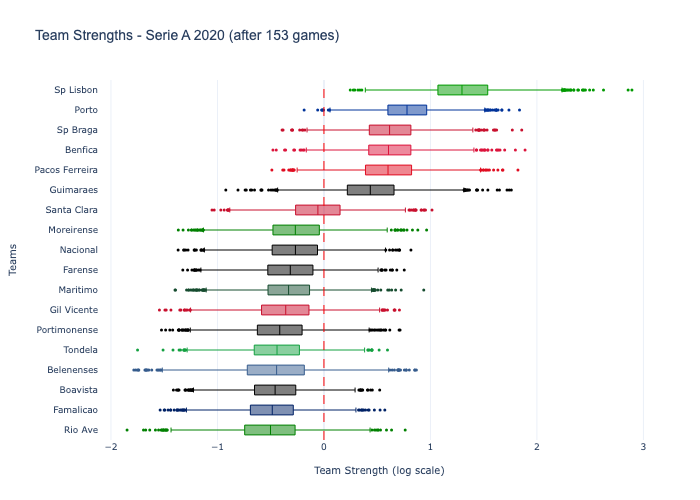 Team Strengths - Serie A 2020 (after 153 games)
Sp Lisbon
Porto
Sp Braga
Benfica
Pacos Ferreira
Guimaraes
Santa Clara
Moreirense
Nacional
Farense
Maritimo
Gil Vicente
Portimonense
Tondela
Belenenses
Boavista
Famalicao
Rio Ave
Teams
−2 −1 0 1 2 3
Team Strength (log scale)